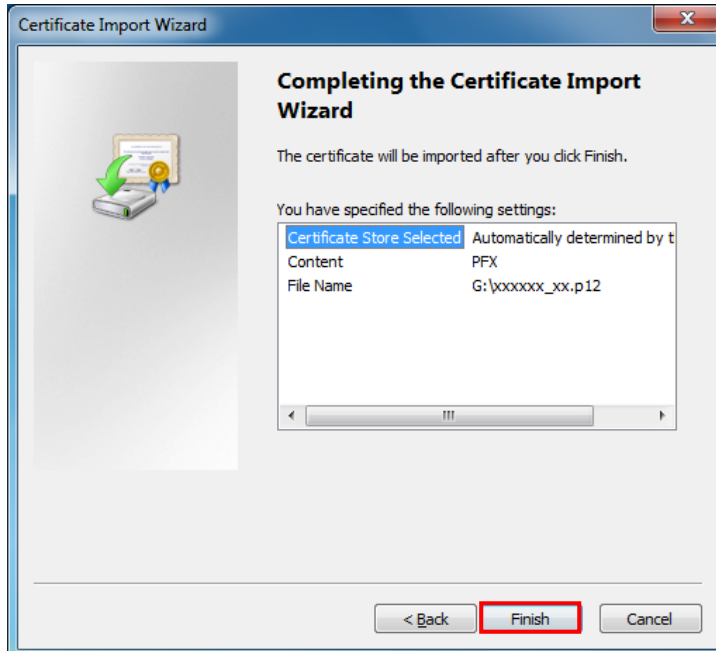 Certificate Import Wizard
Completing the Certificate Import
Wizard
The certificate will be imported after you click Finish.
You have specified the following settings:
Certificate Store Selected Automatically determined by t
Content PFX
File Name G:\xxxxxx_xx.p12
< Back Finish Cancel